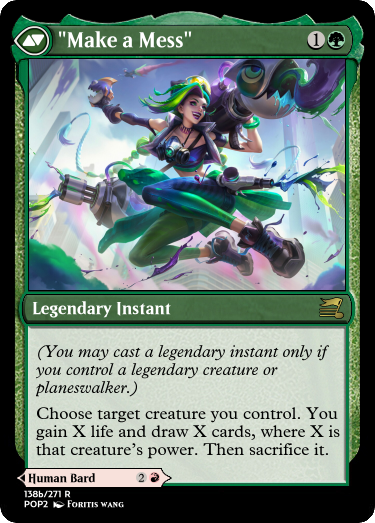 "Make a Mess" 1
Legendary Instant
(You may cast a legendary instant only if
you control a legendary creature or
planeswalker.)
Choose target creature you control. You
gain X life and draw X cards, where X is
that creature's power. Then sacrifice it.
Human Bard 2
138b/271 R
POP2 Foritis wang